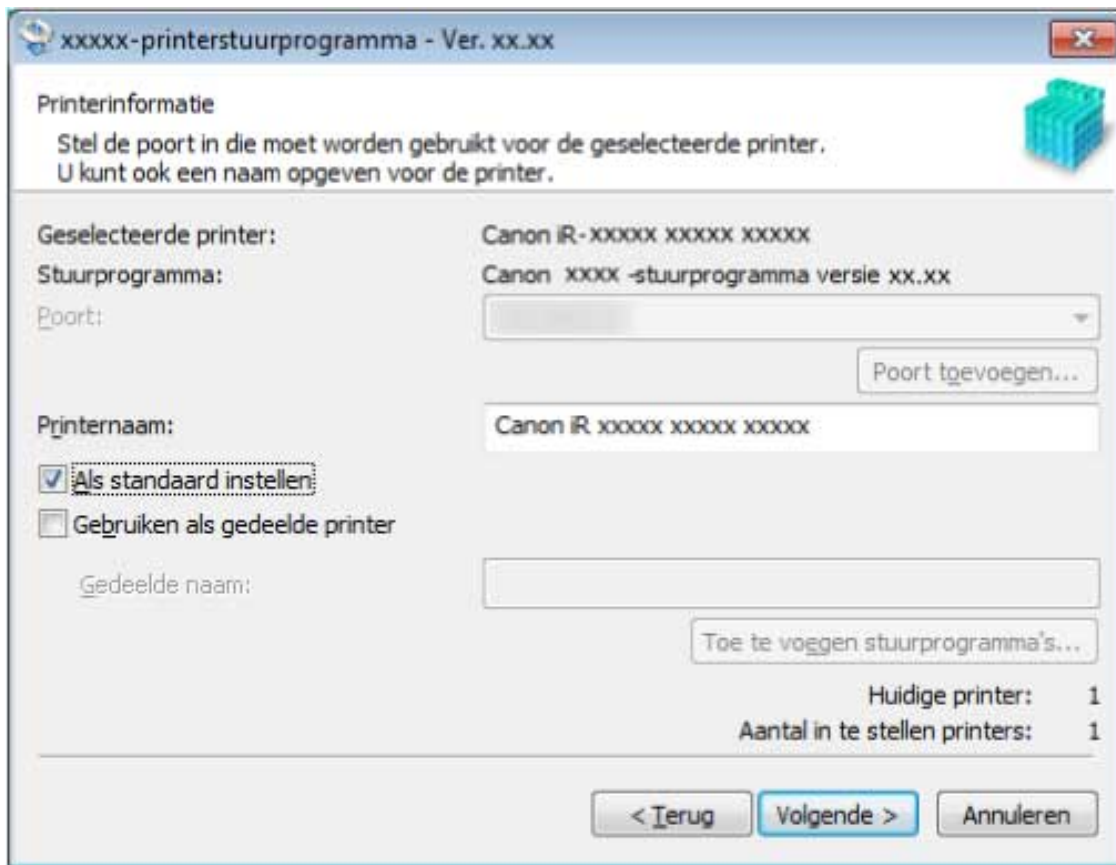 xxxxx-printerstuurprogramma - Ver. xx.xx
Printerinformatie
Stel de poort in die moet worden gebruikt voor de geselecteerde printer.
U kunt ook een naam opgeven voor de printer.
Geselecteerde printer: Canon iR-xxxxx xxxxx xxxxx
Stuurprogramma: Canon xxxx -stuurprogramma versie xx.xx
Poort:
Poort toevoegen...
Printernaam: Canon iR xxxxx xxxxx xxxxx
Als standaard instellen
Gebruiken als gedeelde printer
Gedeelde naam:
Toe te voegen stuurprogramma's...
Huidige printer: 1
Aantal in te stellen printers: 1
< Terug Volgende > Annuleren